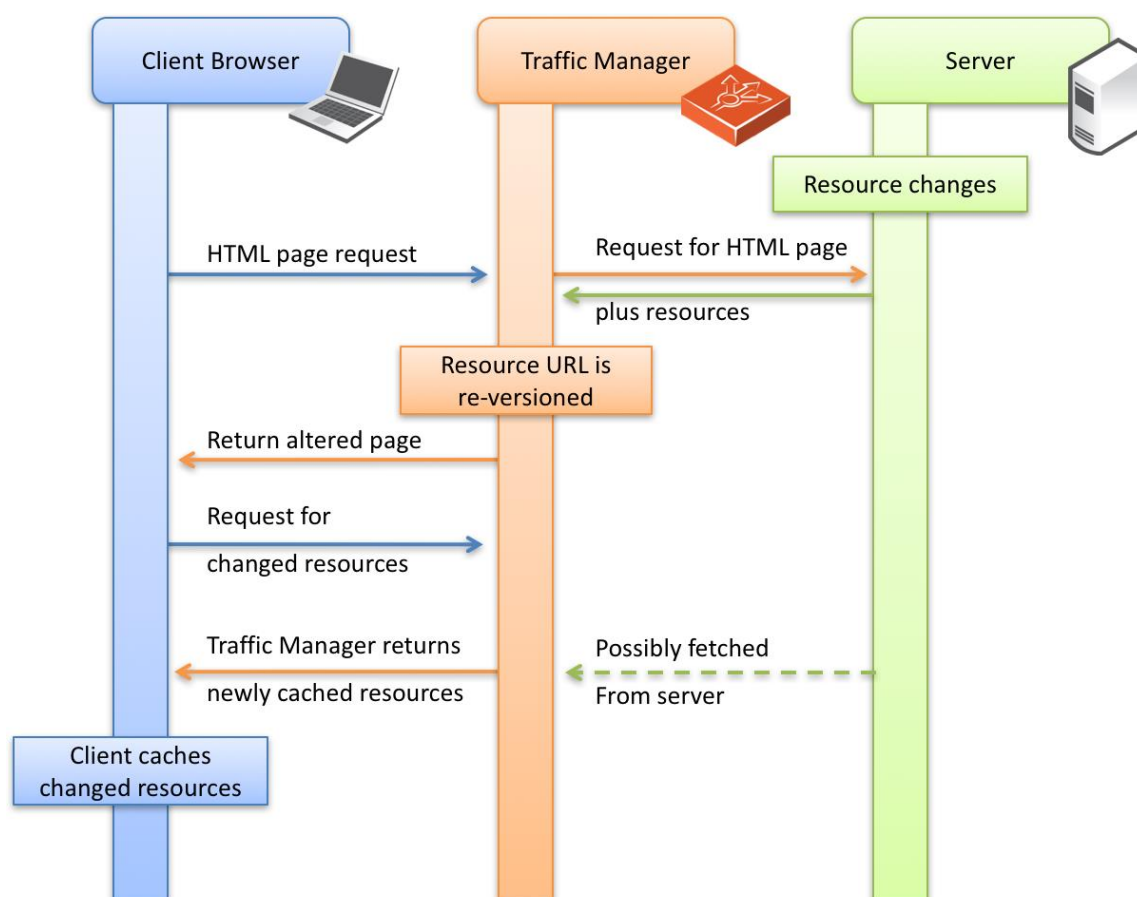 Client Browser
Traffic Manager
Server
Resource changes
HTML page request
Request for HTML page
plus resources
Resource URL is
re-versioned
Return altered page
Request for
changed resources
Traffic Manager returns
newly cached resources
Possibly fetched
From server
Client caches
changed resources